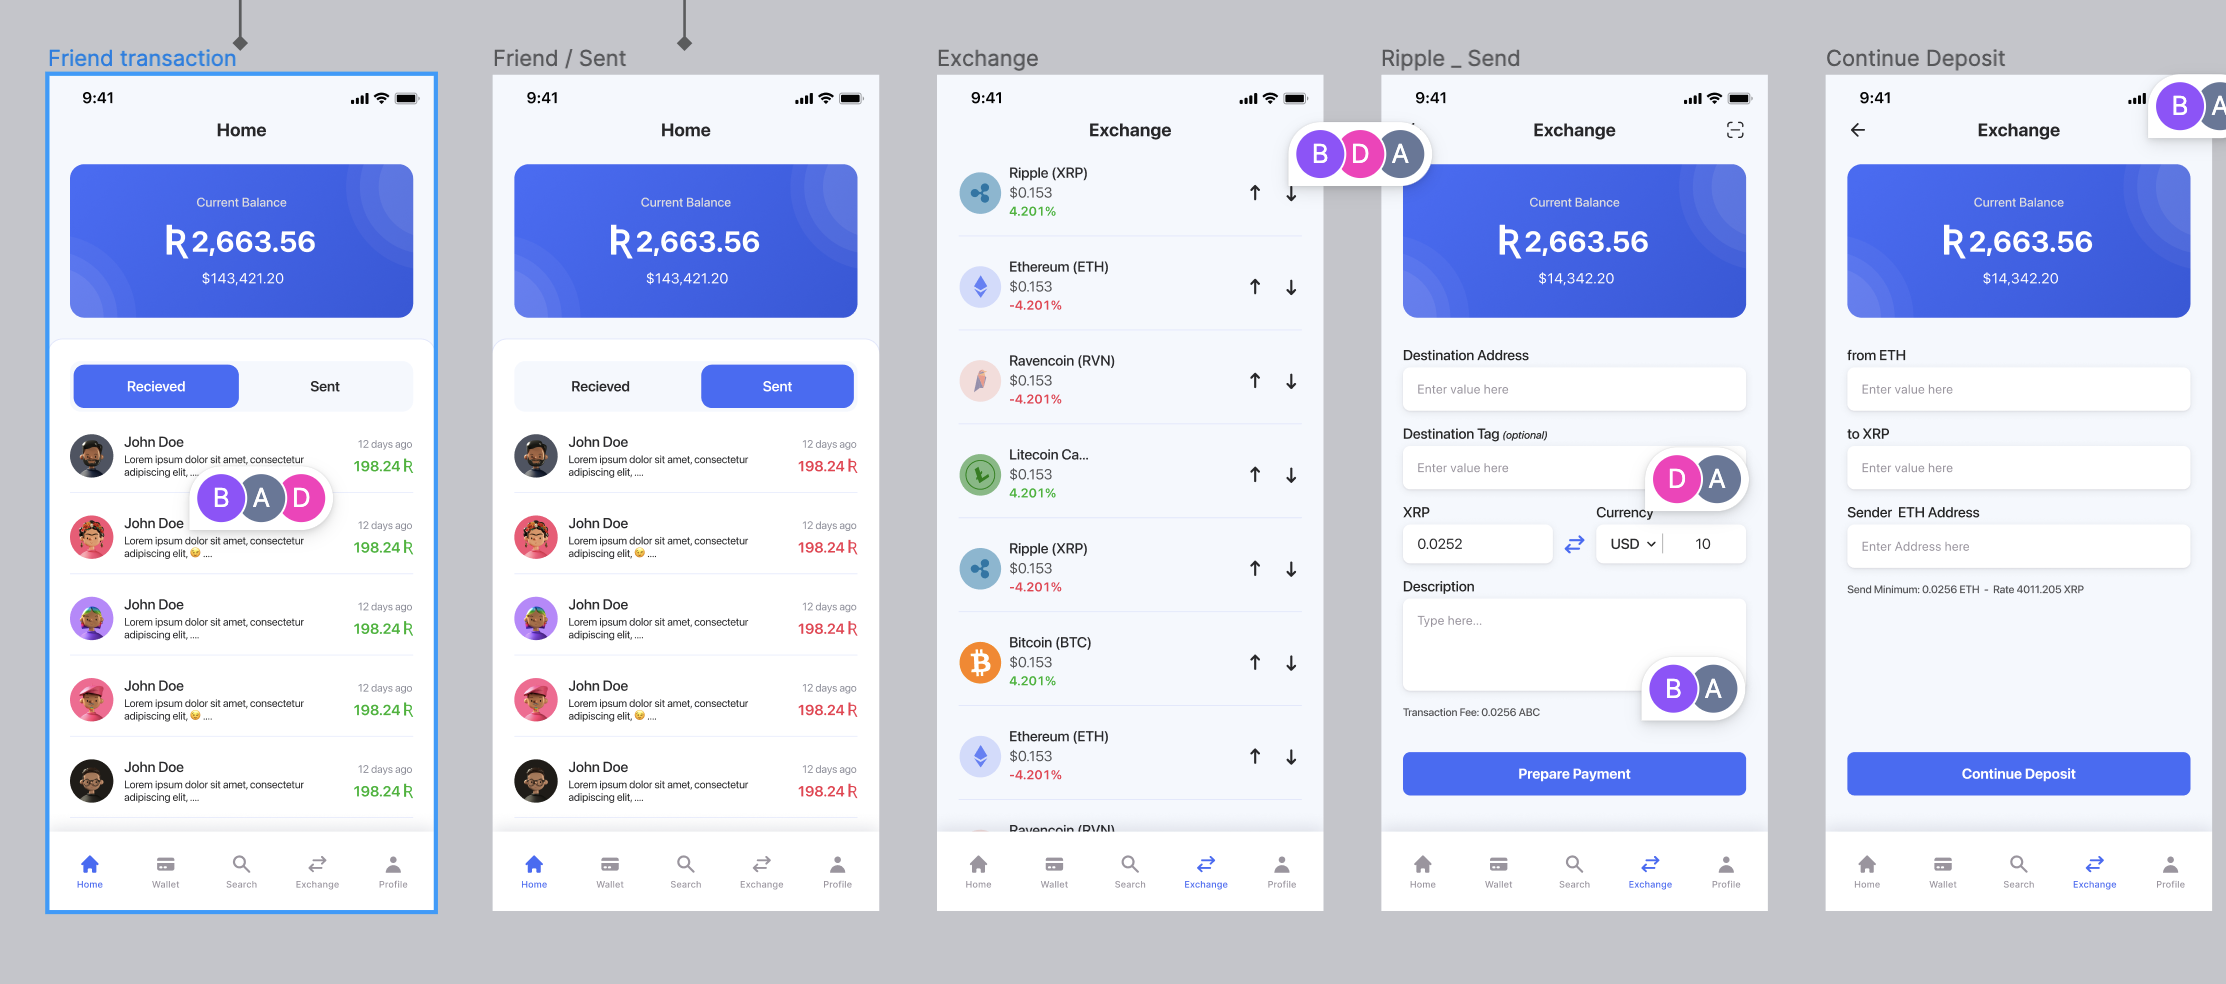 Friend transaction
9:41
Home
Current Balance
R 2,663.56
$143,421.20
Recieved
Sent
John Doe
12 days ago
Lorem ipsum dolor sit amet, consectetur
adipiscing elit, ....
198.24 R
B A D
John Doe
12 days ago
Lorem ipsum dolor sit amet, consectetur
adipiscing elit, 😉 ....
198.24 R
John Doe
12 days ago
Lorem ipsum dolor sit amet, consectetur
adipiscing elit, ....
198.24 R
John Doe
12 days ago
Lorem ipsum dolor sit amet, consectetur
adipiscing elit, 😉 ....
198.24 R
John Doe
12 days ago
Lorem ipsum dolor sit amet, consectetur
adipiscing elit, ....
198.24 R
Home
Wallet
Search
Exchange
Profile
Friend / Sent
9:41
Home
Current Balance
R 2,663.56
$143,421.20
Recieved
Sent
John Doe
12 days ago
Lorem ipsum dolor sit amet, consectetur
adipiscing elit, ....
198.24 R
John Doe
12 days ago
Lorem ipsum dolor sit amet, consectetur
adipiscing elit, 😉 ....
198.24 R
John Doe
12 days ago
Lorem ipsum dolor sit amet, consectetur
adipiscing elit, ....
198.24 R
John Doe
12 days ago
Lorem ipsum dolor sit amet, consectetur
adipiscing elit, 😉 ....
198.24 R
John Doe
12 days ago
Lorem ipsum dolor sit amet, consectetur
adipiscing elit, ....
198.24 R
Home
Wallet
Search
Exchange
Profile
Exchange
9:41
Exchange
B D A
Ripple (XRP)
$0.153
4.201%
Ethereum (ETH)
$0.153
-4.201%
Ravencoin (RVN)
$0.153
-4.201%
Litecoin Ca...
$0.153
4.201%
Ripple (XRP)
$0.153
-4.201%
Bitcoin (BTC)
$0.153
4.201%
Ethereum (ETH)
$0.153
-4.201%
Ravencoin (RVN)
Home
Wallet
Search
Exchange
Profile
Ripple _ Send
9:41
Exchange
Current Balance
R 2,663.56
$14,342.20
Destination Address
Enter value here
Destination Tag (optional)
Enter value here
D A
XRP
Currency
0.0252
USD
10
Description
Type here...
B A
Transaction Fee: 0.0256 ABC
Prepare Payment
Home
Wallet
Search
Exchange
Profile
Continue Deposit
9:41
B A
Exchange
Current Balance
R 2,663.56
$14,342.20
from ETH
Enter value here
to XRP
Enter value here
Sender ETH Address
Enter Address here
Send Minimum: 0.0256 ETH - Rate 4011.205 XRP
Continue Deposit
Home
Wallet
Search
Exchange
Profile